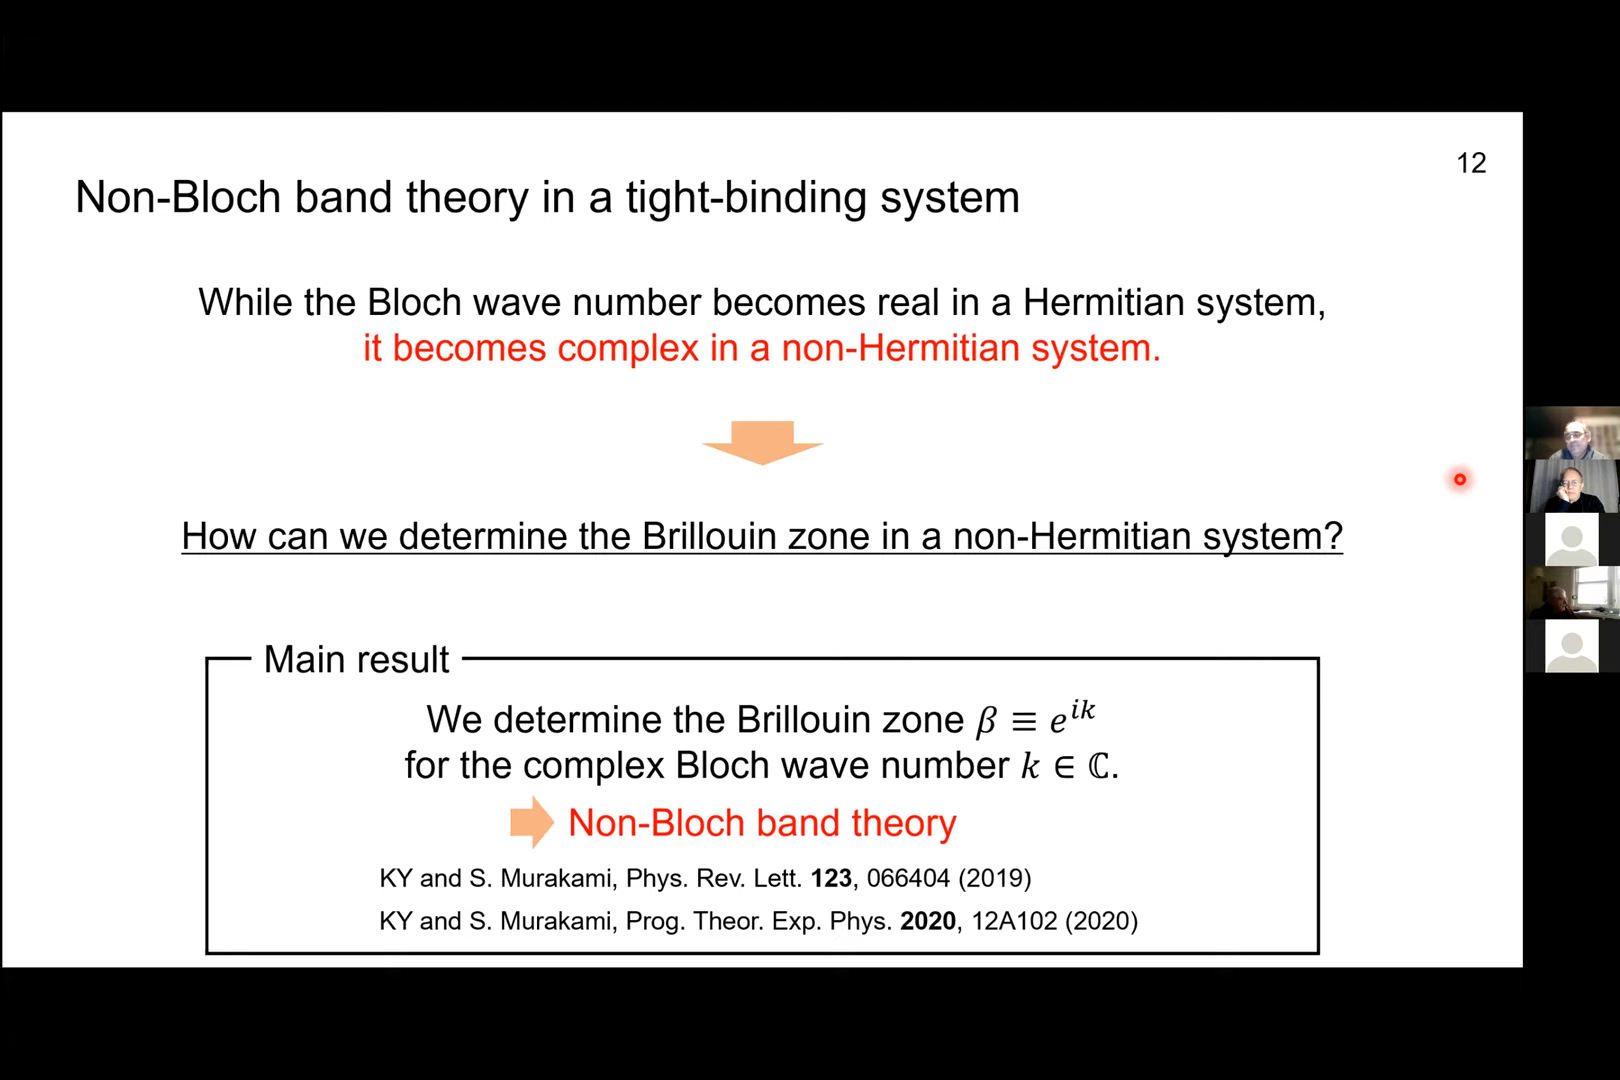 12
Non-Bloch band theory in a tight-binding system
While the Bloch wave number becomes real in a Hermitian system,
it becomes complex in a non-Hermitian system.
How can we determine the Brillouin zone in a non-Hermitian system?
Main result
We determine the Brillouin zone β ≡ e^{ik}
for the complex Bloch wave number k ∈ ℂ.
Non-Bloch band theory
KY and S. Murakami, Phys. Rev. Lett. 123, 066404 (2019)
KY and S. Murakami, Prog. Theor. Exp. Phys. 2020, 12A102 (2020)